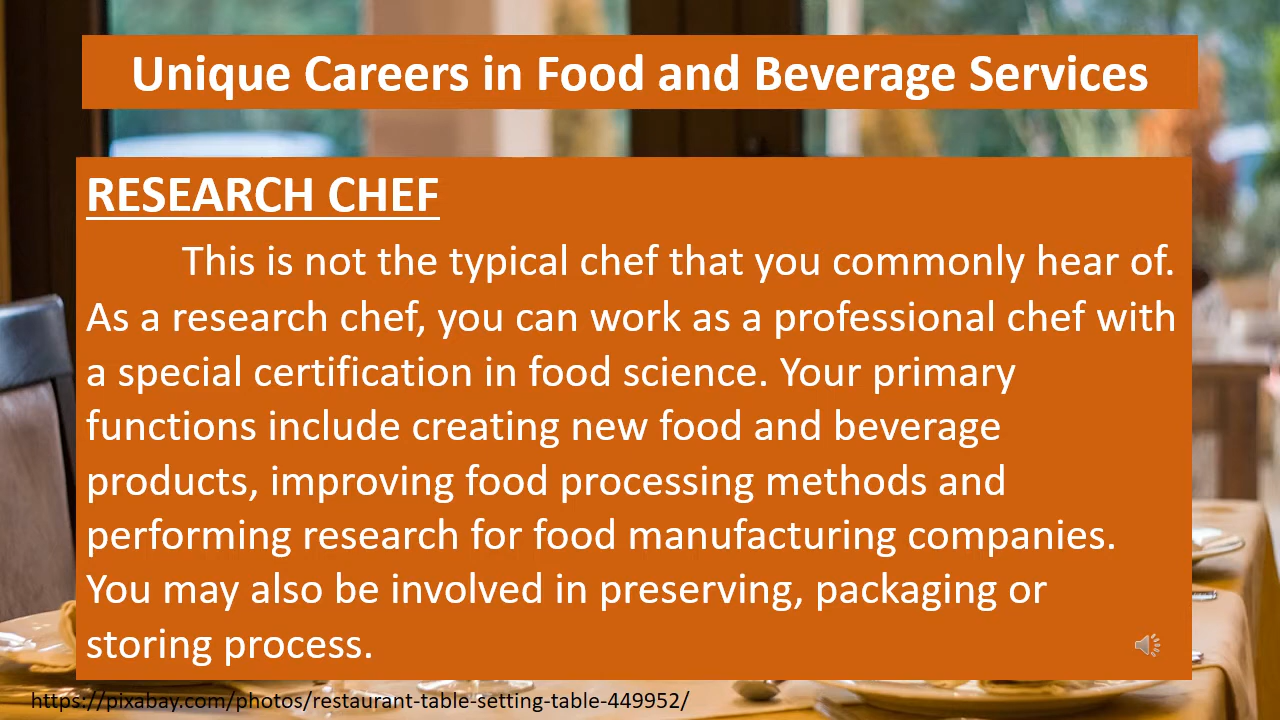 Unique Careers in Food and Beverage Services
RESEARCH CHEF
This is not the typical chef that you commonly hear of.
As a research chef, you can work as a professional chef with
a special certification in food science. Your primary
functions include creating new food and beverage
products, improving food processing methods and
performing research for food manufacturing companies.
You may also be involved in preserving, packaging or
storing process.
https://pixabay.com/photos/restaurant-table-setting-table-449952/